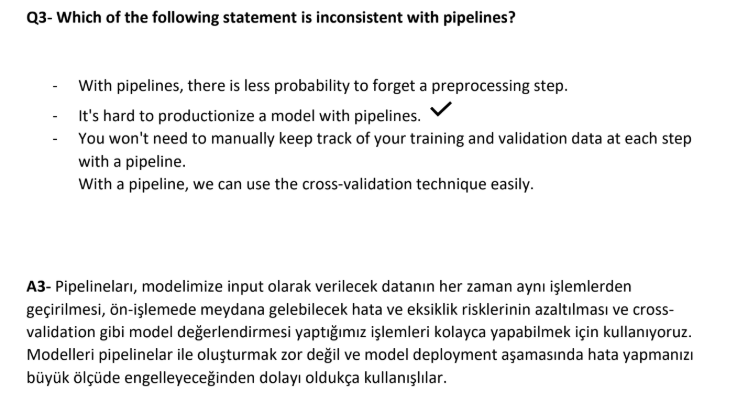 Q3- Which of the following statement is inconsistent with pipelines?
- With pipelines, there is less probability to forget a preprocessing step.
- It's hard to productionize a model with pipelines.
- You won't need to manually keep track of your training and validation data at each step
with a pipeline.
With a pipeline, we can use the cross-validation technique easily.
A3- Pipelineları, modelimize input olarak verilecek datanın her zaman aynı işlemlerden
geçirilmesi, ön-işlemede meydana gelebilecek hata ve eksiklik risklerinin azaltılması ve cross-
validation gibi model değerlendirmesi yaptığımız işlemleri kolayca yapabilmek için kullanıyoruz.
Modelleri pipelinelar ile oluşturmak zor değil ve model deployment aşamasında hata yapmanızı
büyük ölçüde engelleyeceğinden dolayı oldukça kullanışlılar.